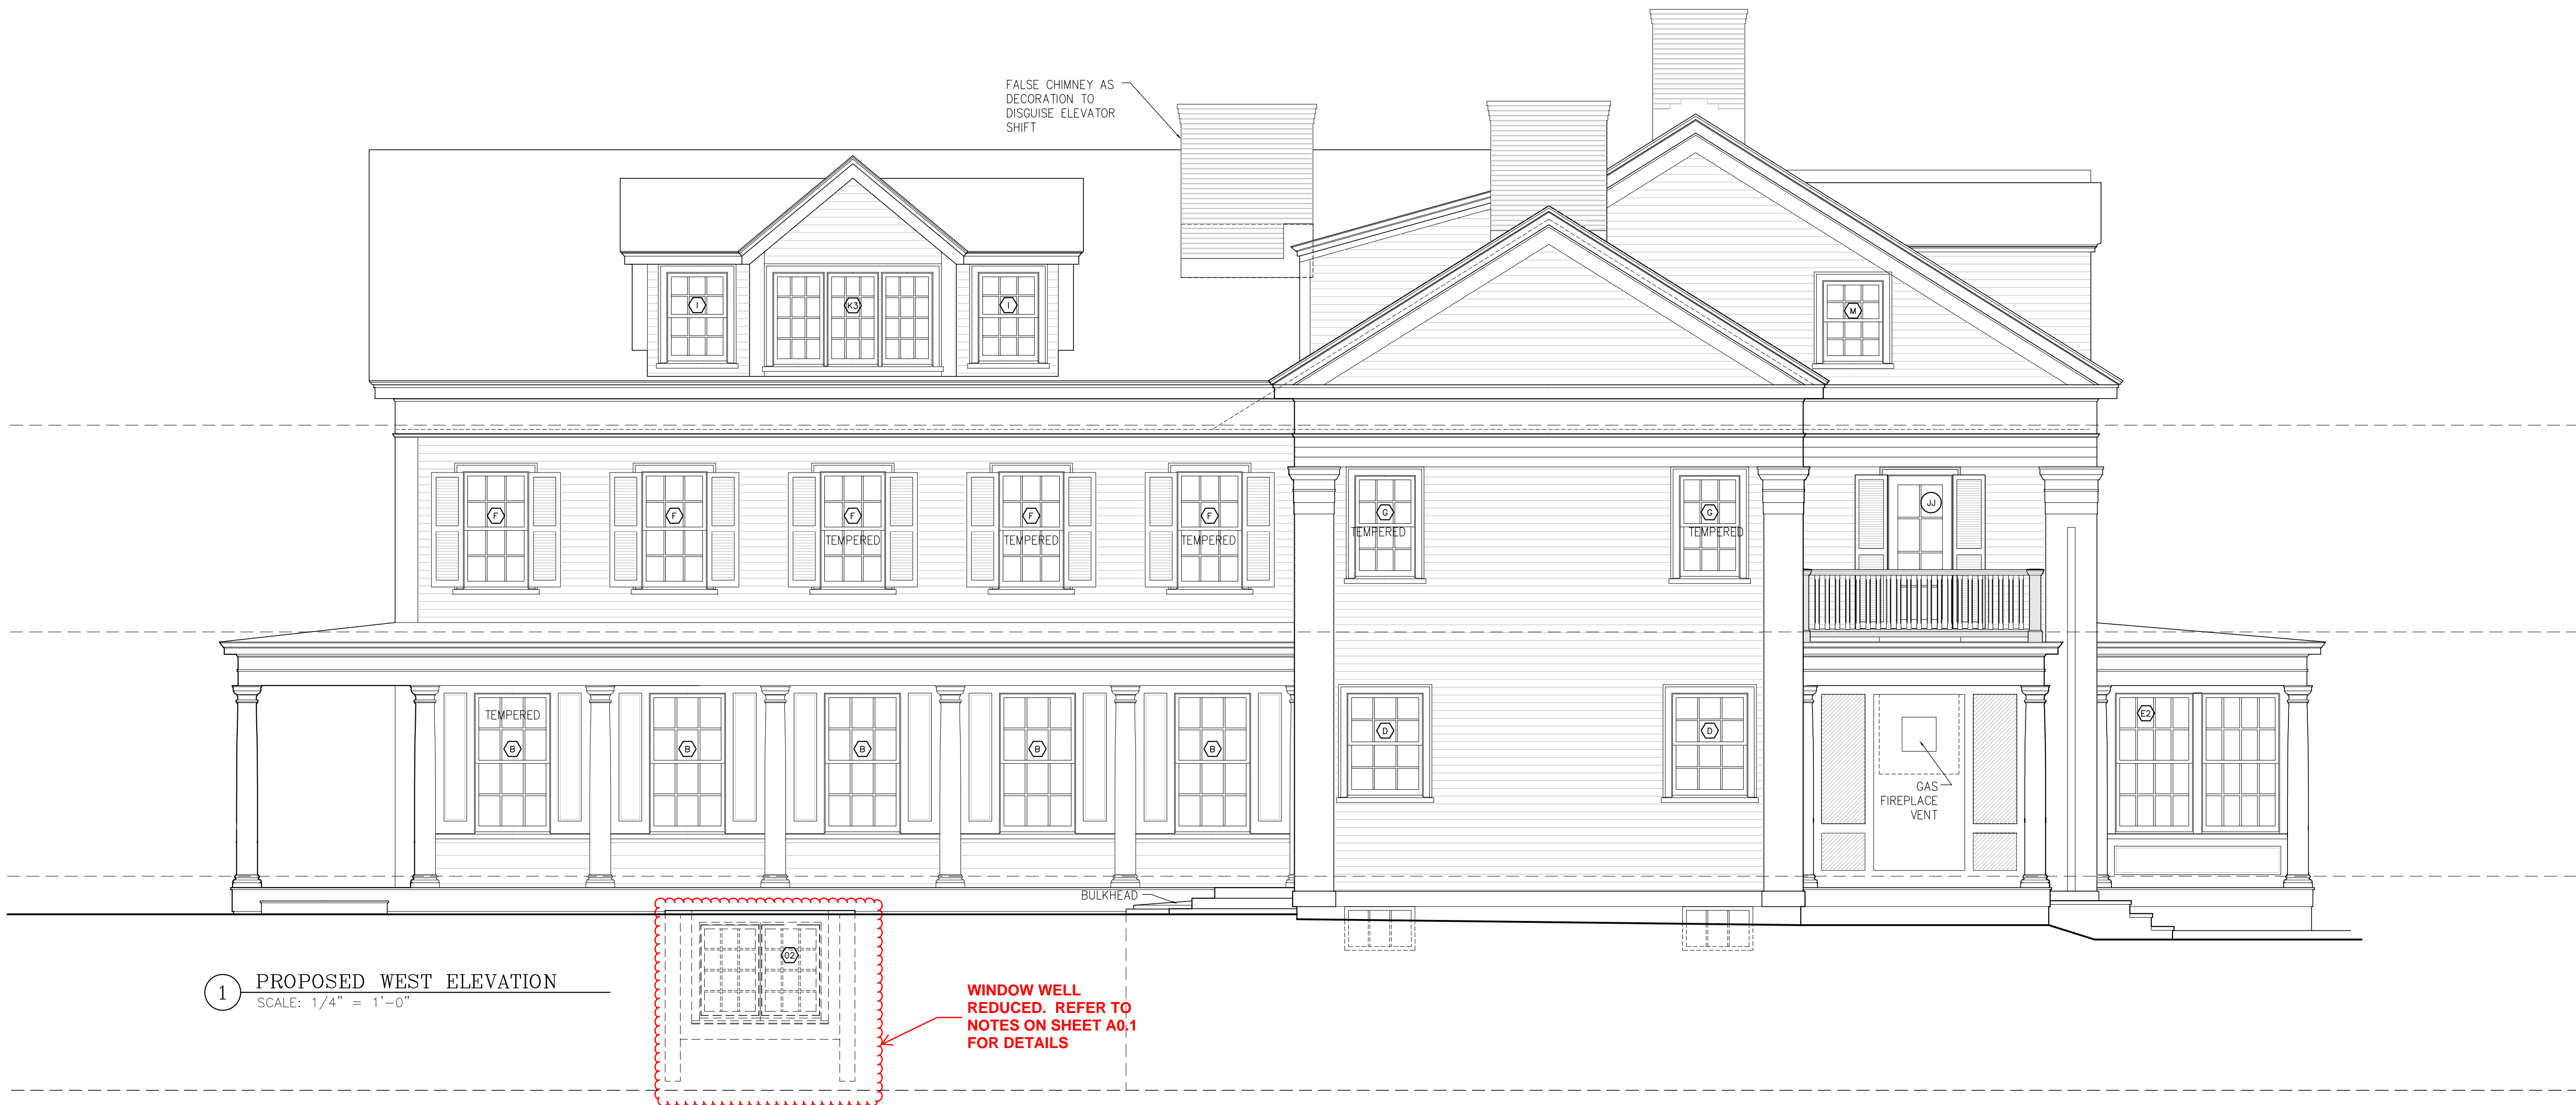 FALSE CHIMNEY AS
DECORATION TO
DISGUISE ELEVATOR
SHIFT
I
K3
I
M
F
F
F
F
F
G
G
JJ
TEMPERED
TEMPERED
TEMPERED
TEMPERED
TEMPERED
TEMPERED
B
B
B
B
B
D
D
E2
GAS
FIREPLACE
VENT
BULKHEAD
02
1
PROPOSED WEST ELEVATION
SCALE: 1/4" = 1'-0"
WINDOW WELL
REDUCED. REFER TO
NOTES ON SHEET A0.1
FOR DETAILS